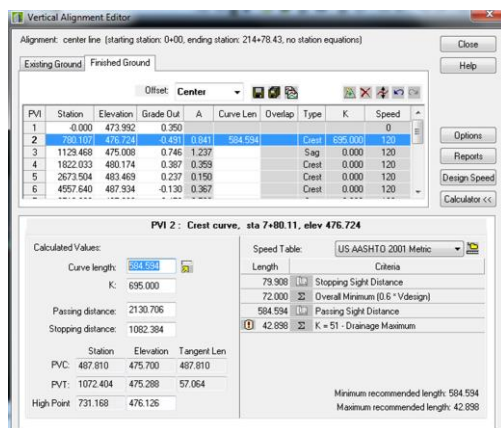 Vertical Alignment Editor
Alignment: center line (starting station: 0+00, ending station: 214+78.43, no station equations)
Close
Existing Ground Finished Ground
Help
Offset: Center
PVI Station Elevation Grade Out A Curve Len Overlap Type K Speed
1 -0.000 473.992 0.350 0
2 780.107 476.724 -0.491 0.841 584.594 Crest 695.000 120
3 1129.468 475.008 0.746 1.237 Sag 0.000 120
4 1822.033 480.174 0.387 0.359 Crest 0.000 120
5 2673.504 483.469 0.237 0.150 Crest 0.000 120
6 4557.640 487.934 -0.130 0.367 Crest 0.000 120
Options
Reports
Design Speed
Calculator <<
PVI 2 : Crest curve, sta 7+80.11, elev 476.724
Calculated Values:
Speed Table: US AASHTO 2001 Metric
Curve length: 584.594
K: 695.000
Passing distance: 2130.706
Stopping distance: 1082.384
Station Elevation Tangent Len
PVC: 487.810 475.700 487.810
PVT: 1072.404 475.288 57.064
High Point 731.168 476.126
Length Criteria
79.908 Stopping Sight Distance
72.000 Σ Overall Minimum (0.6 * Vdesign)
584.594 Passing Sight Distance
42.898 Σ K = 51 - Drainage Maximum
Minimum recommended length: 584.594
Maximum recommended length: 42.898